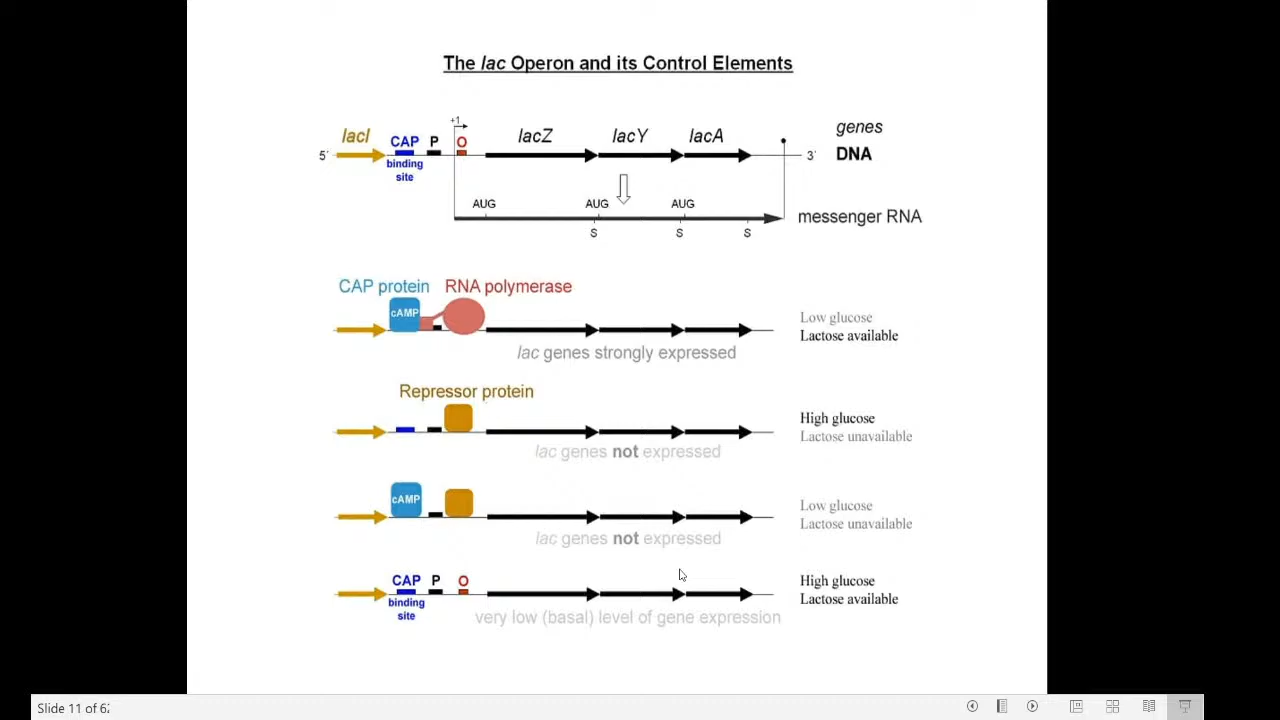 The lac Operon and its Control Elements
+1
lacI CAP P O lacZ lacY lacA genes
5´ 3´ DNA
binding
site
AUG AUG AUG
messenger RNA
S S S
CAP protein RNA polymerase
cAMP
Low glucose
Lactose available
lac genes strongly expressed
Repressor protein
High glucose
Lactose unavailable
lac genes not expressed
cAMP
Low glucose
Lactose unavailable
lac genes not expressed
CAP P O High glucose
binding Lactose available
site
very low (basal) level of gene expression
Slide 11 of 62